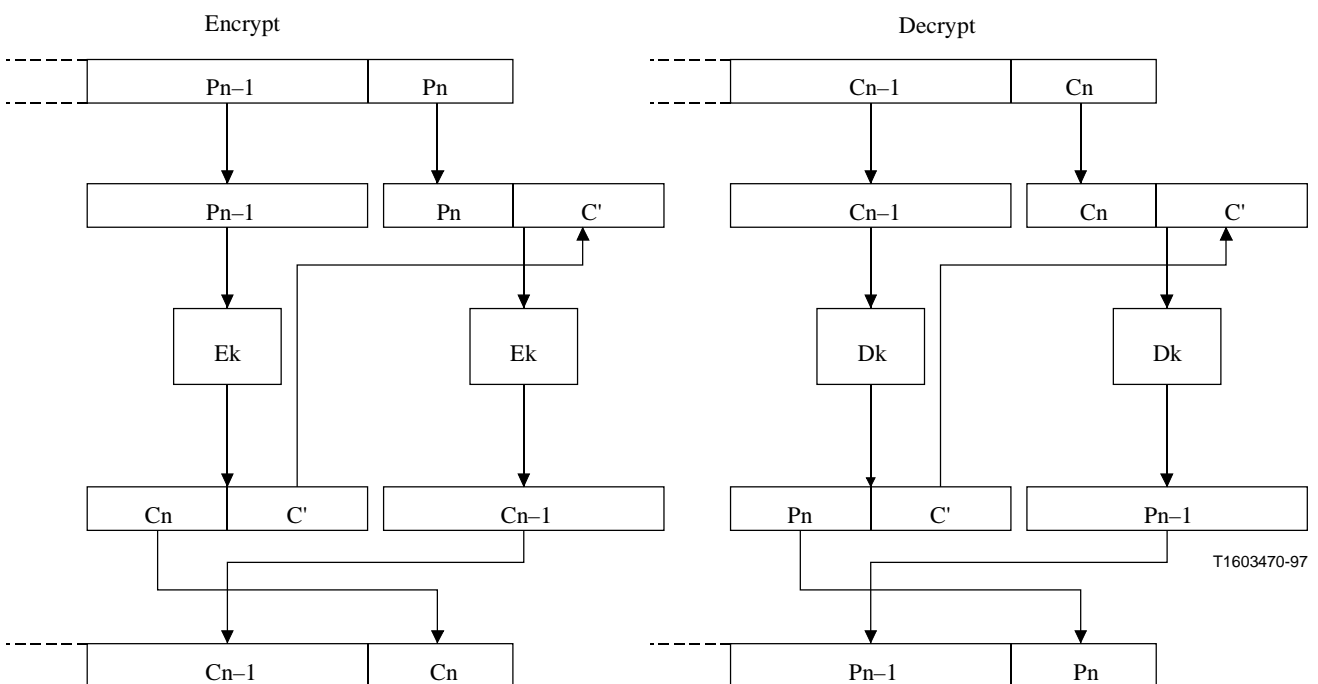 Encrypt
Decrypt
Pn–1 Pn
Cn–1 Cn
Pn–1 Pn C'
Cn–1 Cn C'
Ek Ek
Dk Dk
Cn C' Cn–1
Pn C' Pn–1
T1603470-97
Cn–1 Cn
Pn–1 Pn